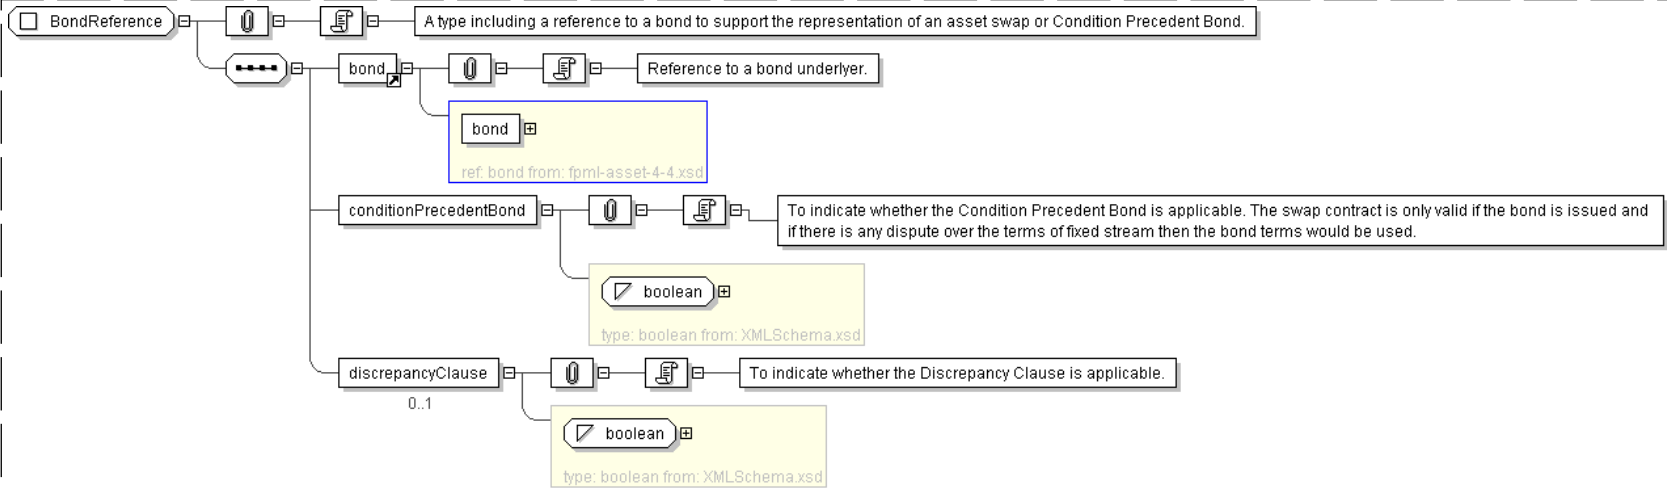 BondReference
A type including a reference to a bond to support the representation of an asset swap or Condition Precedent Bond.
bond
Reference to a bond underlyer.
bond
ref: bond from: fpml-asset-4-4.xsd
conditionPrecedentBond
To indicate whether the Condition Precedent Bond is applicable. The swap contract is only valid if the bond is issued and
if there is any dispute over the terms of fixed stream then the bond terms would be used.
boolean
type: boolean from: XMLSchema.xsd
discrepancyClause
To indicate whether the Discrepancy Clause is applicable.
0..1
boolean
type: boolean from: XMLSchema.xsd